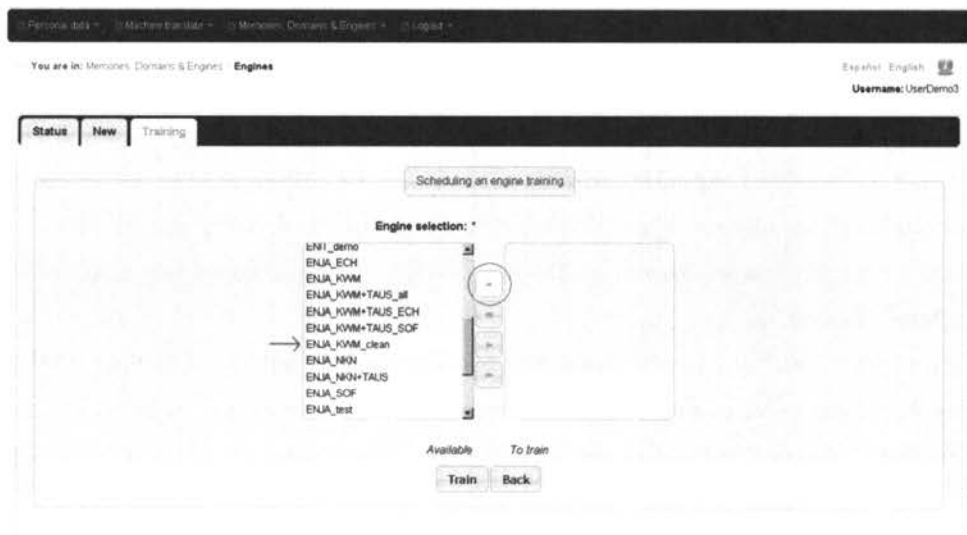 Personal data Machine translate Memories, Domains & Engines Logout
You are in: Memories, Domains & Engines Engines
Español English
Username: UserDemo3
Status New Training
Scheduling an engine training
Engine selection: *
ENIT_demo
ENJA_ECH
ENJA_KWM
ENJA_KWM+TAUS_all
ENJA_KWM+TAUS_ECH
ENJA_KWM+TAUS_SOF
ENJA_KWM_clean
ENJA_NKN
ENJA_NKN+TAUS
ENJA_SOF
ENJA_test
Available To train
Train Back